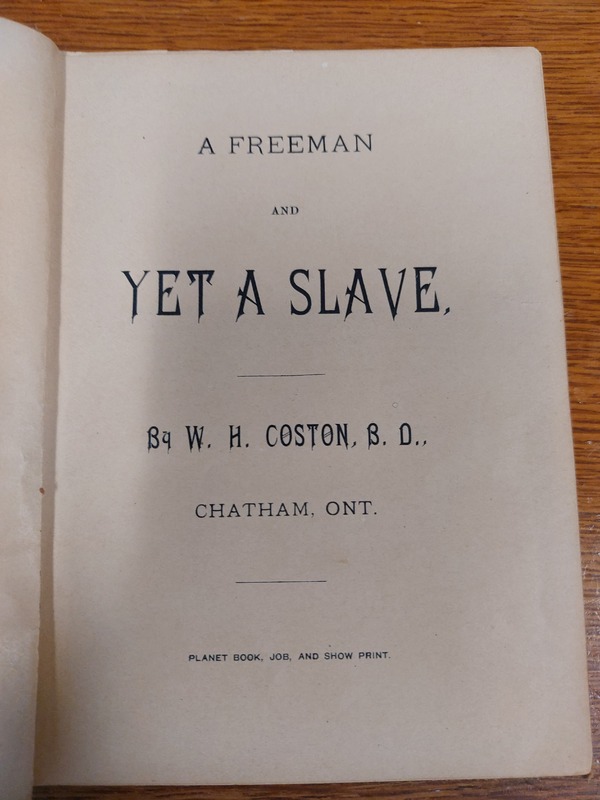 A FREEMAN
AND
YET A SLAVE,
By W. H. COSTON, B. D.,
CHATHAM, ONT.
PLANET BOOK, JOB, AND SHOW PRINT.